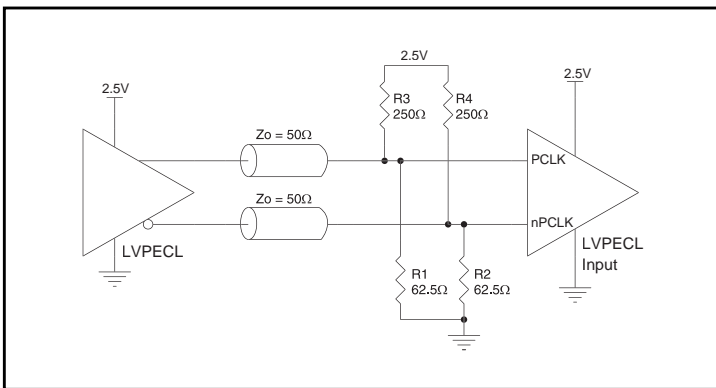 2.5V
2.5V
2.5V
R3
250Ω
R4
250Ω
Zo = 50Ω
PCLK
Zo = 50Ω
nPCLK
LVPECL
LVPECL
Input
R1
62.5Ω
R2
62.5Ω